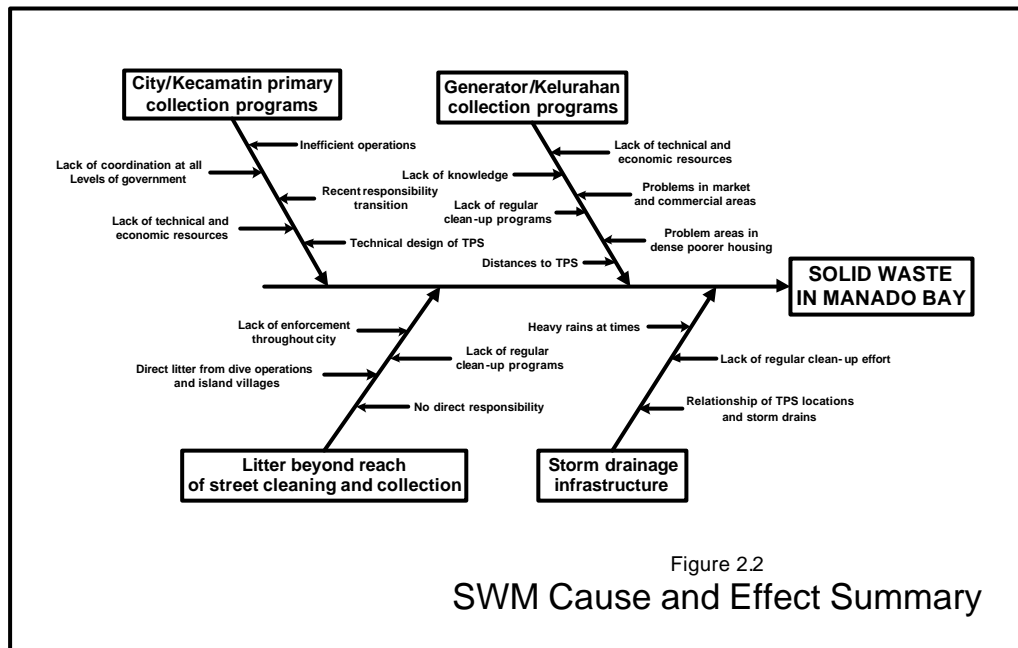 City/Kecamatin primary
collection programs
Inefficient operations
Lack of coordination at all
Levels of government
Recent responsibility
transition
Lack of technical and
economic resources
Technical design of TPS
Generator/Kelurahan
collection programs
Lack of technical and
economic resources
Lack of knowledge
Problems in market
and commercial areas
Lack of regular
clean-up programs
Problem areas in
dense poorer housing
Distances to TPS
SOLID WASTE
IN MANADO BAY
Lack of enforcement
throughout city
Lack of regular
clean-up programs
Direct litter from dive operations
and island villages
No direct responsibility
Litter beyond reach
of street cleaning and collection
Heavy rains at times
Lack of regular clean-up effort
Relationship of TPS locations
and storm drains
Storm drainage
infrastructure
Figure 2.2
SWM Cause and Effect Summary